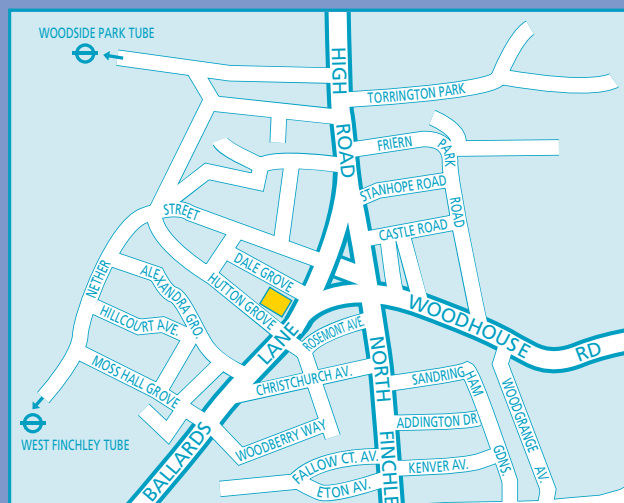 WOODSIDE PARK TUBE
HIGH ROAD
TORRINGTON PARK
FRIERN PARK ROAD
STANHOPE ROAD
CASTLE ROAD
NETHER STREET
DALE GROVE
HUTTON GROVE
ALEXANDRA GRO.
HILLCOURT AVE.
MOSS HALL GROVE
BALLARDS LANE
ROSEMONT AVE.
WOODHOUSE RD
CHRISTCHURCH AV.
NORTH FINCHLE
SANDRINGHAM GDNS
WOODGRANGE AV.
ADDINGTON DR
WOODBERRY WAY
FALLOW CT. AV.
KENVER AV.
ETON AV.
WEST FINCHLEY TUBE